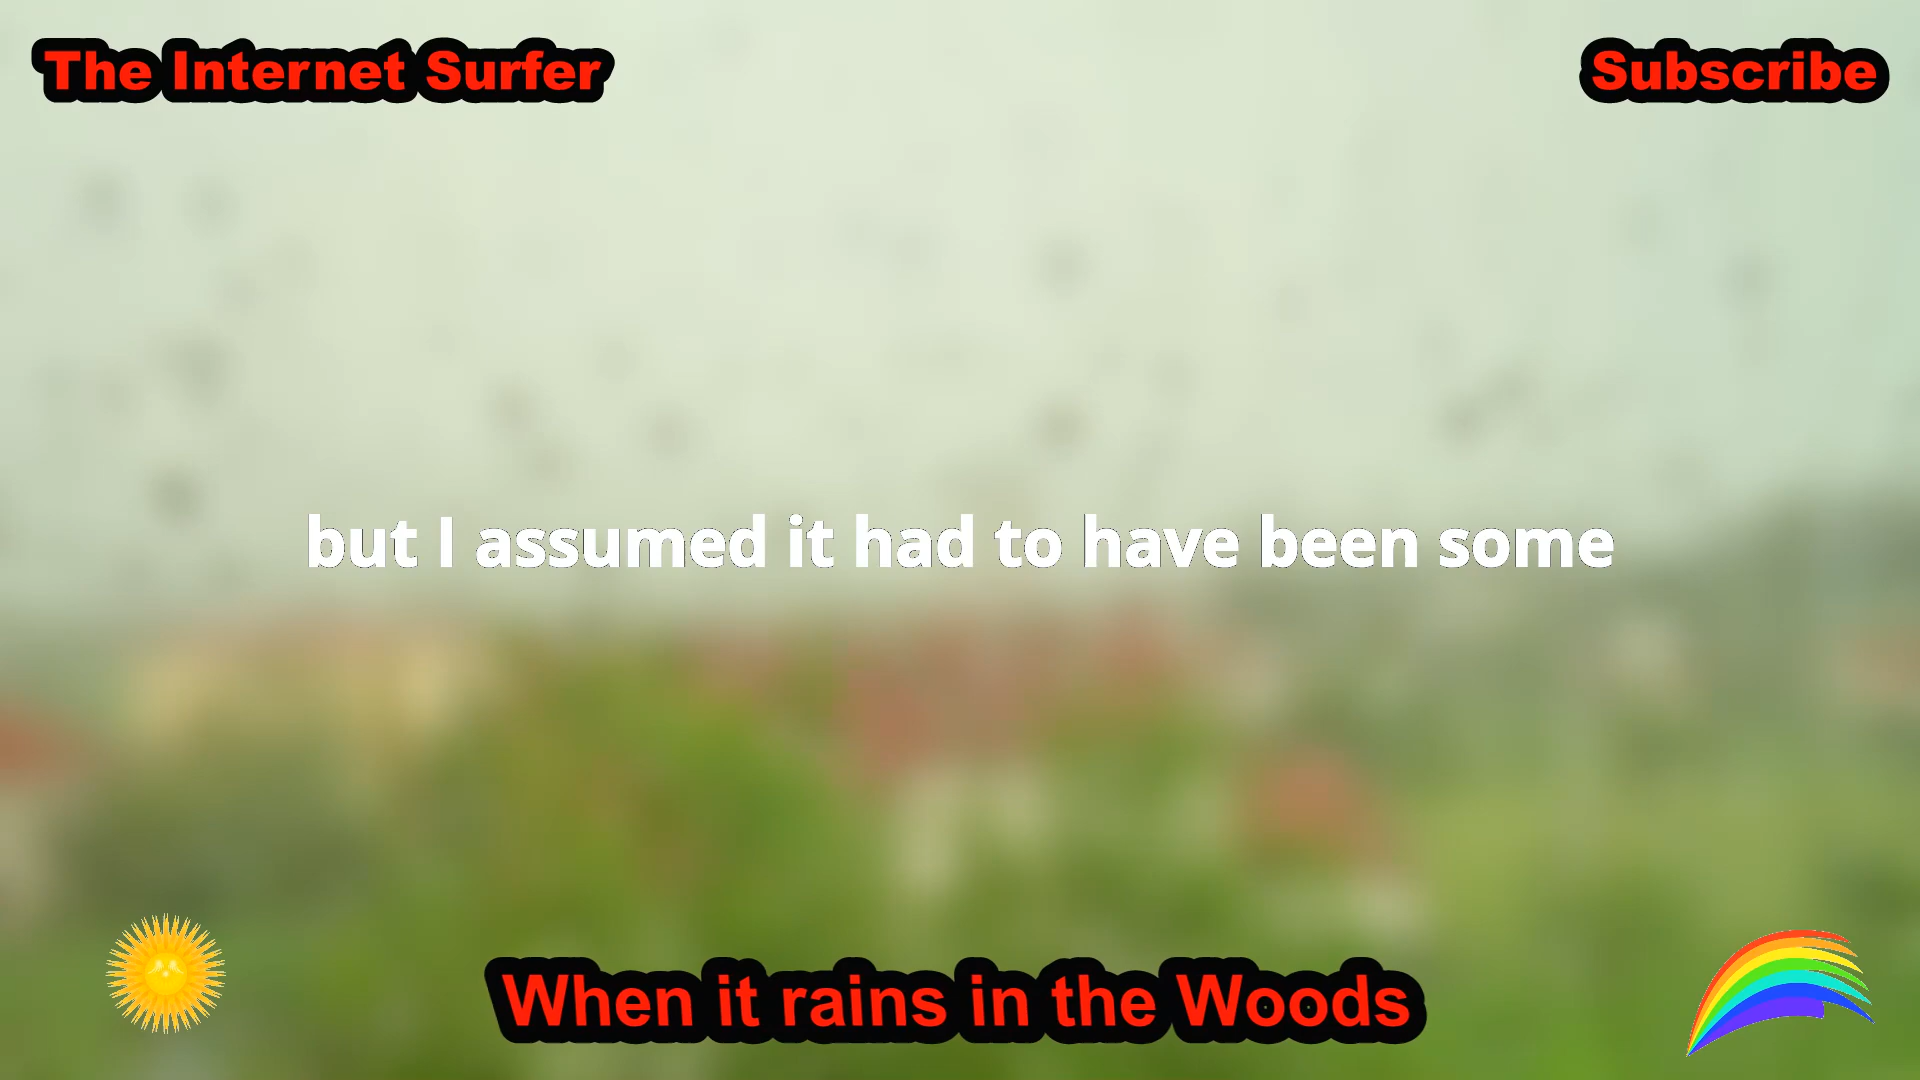 The Internet Surfer
Subscribe
but I assumed it had to have been some
When it rains in the Woods